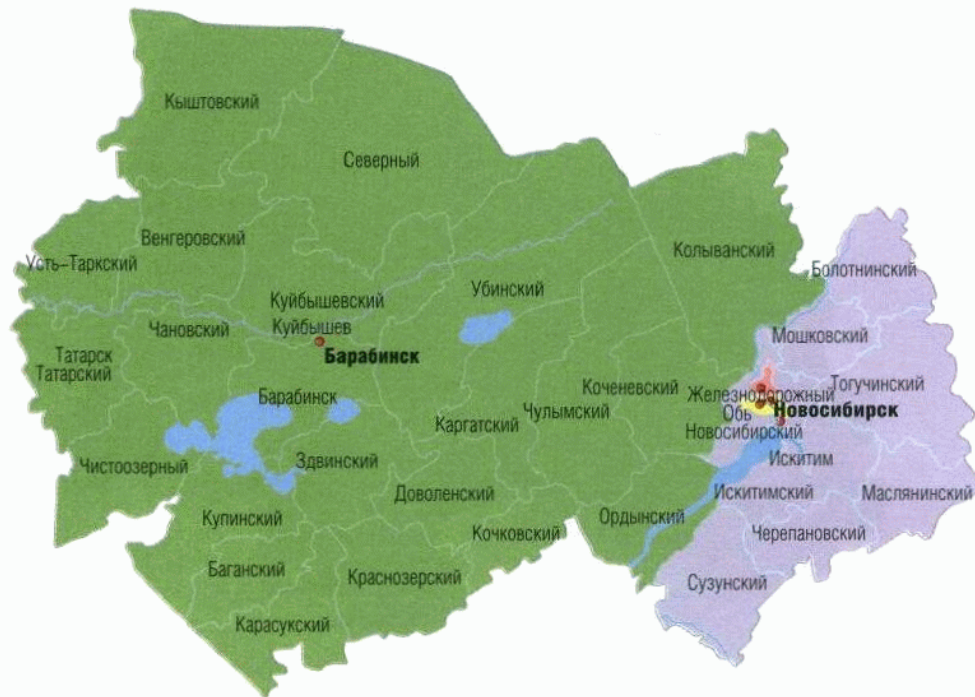 Кыштовский
Северный
Венгеровский
Колыванский
Усть–Таркский
Болотнинский
Убинский
Куйбышевский
Чановский
Куйбышев
Мошковский
Татарск
Барабинск
Татарский
Коченевский
Тогучинский
Железнодорожный
Барабинск
Чулымский
Новосибирск
Обь
Каргатский
Новосибирский
Искитим
Здвинский
Чистоозерный
Доволенский
Искитимский
Маслянинский
Ордынский
Купинский
Кочковский
Черепановский
Баганский
Краснозерский
Сузунский
Карасукский